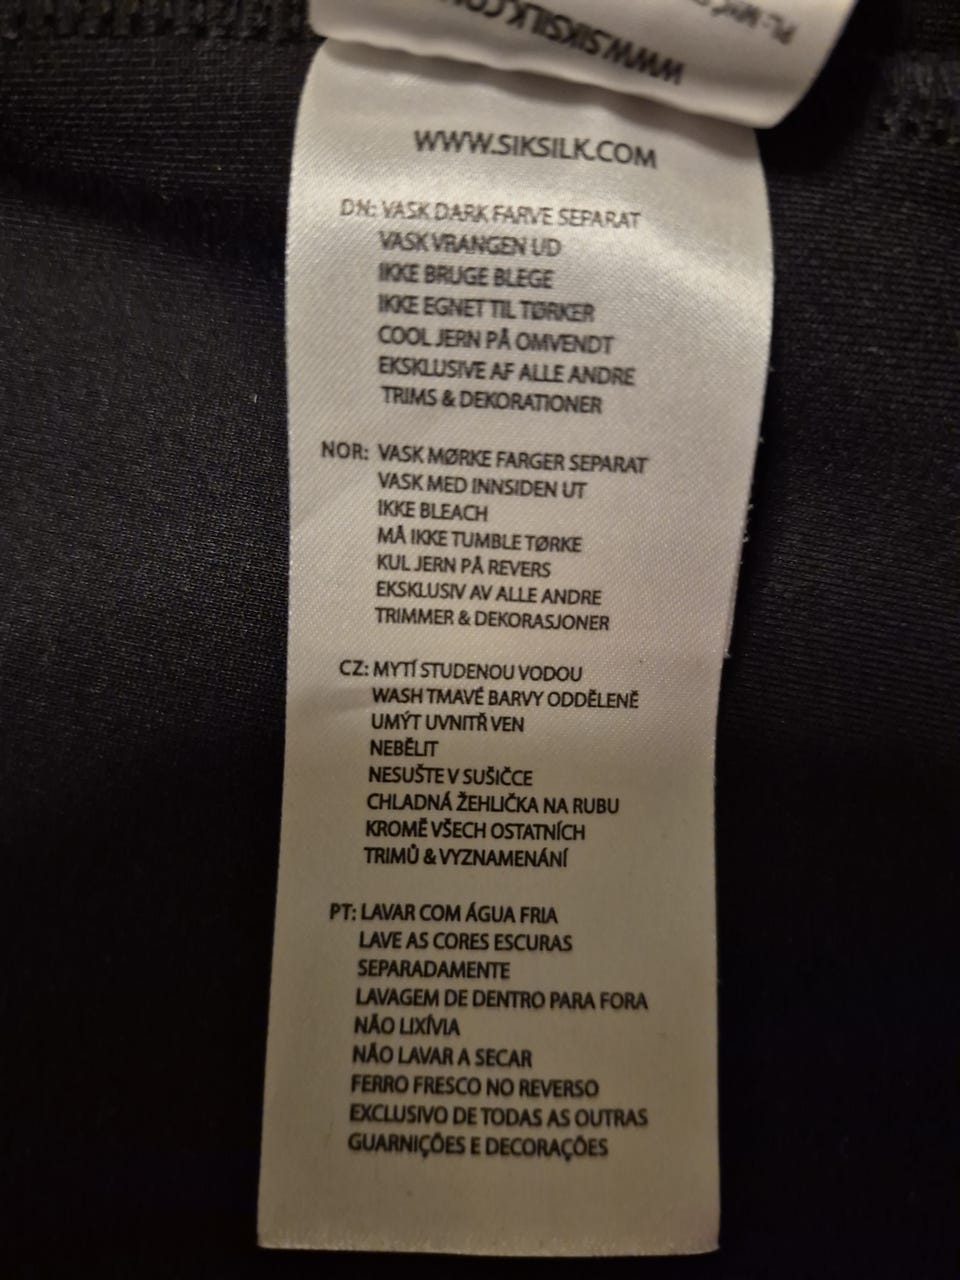 WWW.SIKSILK.CO
PL: 
WWW.SIKSILK.COM
DN: VASK DARK FARVE SEPARAT
VASK VRANGEN UD
IKKE BRUGE BLEGE
IKKE EGNET TIL TØRKER
COOL JERN PÅ OMVENDT
EKSKLUSIVE AF ALLE ANDRE
TRIMS & DEKORATIONER
NOR: VASK MØRKE FARGER SEPARAT
VASK MED INNSIDEN UT
IKKE BLEACH
MÅ IKKE TUMBLE TØRKE
KUL JERN PÅ REVERS
EKSKLUSIV AV ALLE ANDRE
TRIMMER & DEKORASJONER
CZ: MYTÍ STUDENOU VODOU
WASH TMAVÉ BARVY ODDĚLENĚ
UMÝT UVNITŘ VEN
NEBĚLIT
NESUŠTE V SUŠIČCE
CHLADNÁ ŽEHLIČKA NA RUBU
KROMĚ VŠECH OSTATNÍCH
TRIMŮ & VYZNAMENÁNÍ
PT: LAVAR COM ÁGUA FRIA
LAVE AS CORES ESCURAS
SEPARADAMENTE
LAVAGEM DE DENTRO PARA FORA
NÃO LIXÍVIA
NÃO LAVAR A SECAR
FERRO FRESCO NO REVERSO
EXCLUSIVO DE TODAS AS OUTRAS
GUARNIÇÕES E DECORAÇÕES